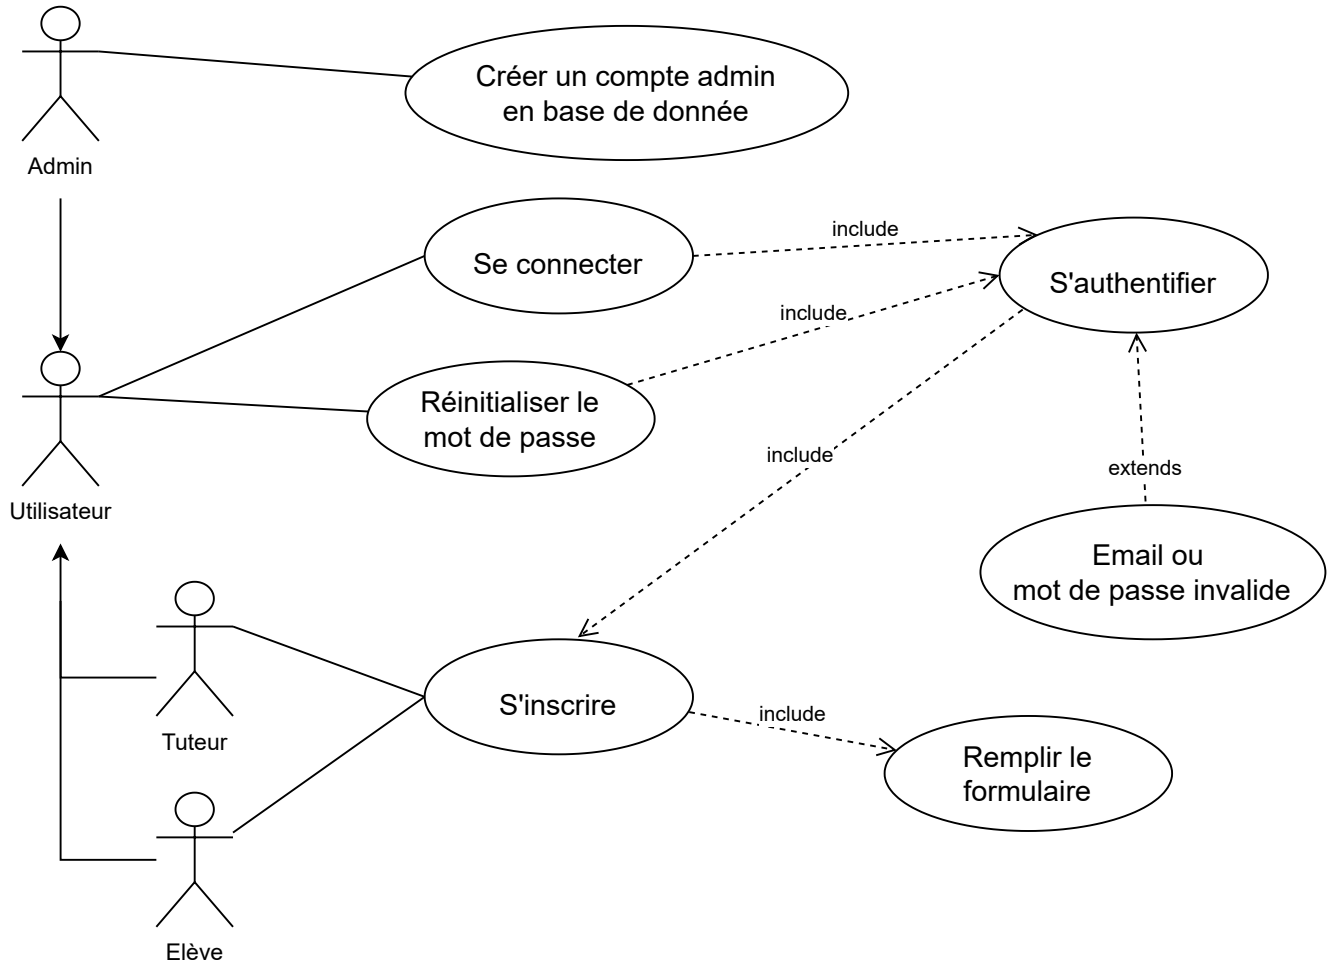 Créer un compte admin
en base de donnée
Admin
Se connecter
include
S'authentifier
include
Réinitialiser le
mot de passe
include
extends
Utilisateur
Email ou
mot de passe invalide
S'inscrire
include
Tuteur
Remplir le
formulaire
Elève